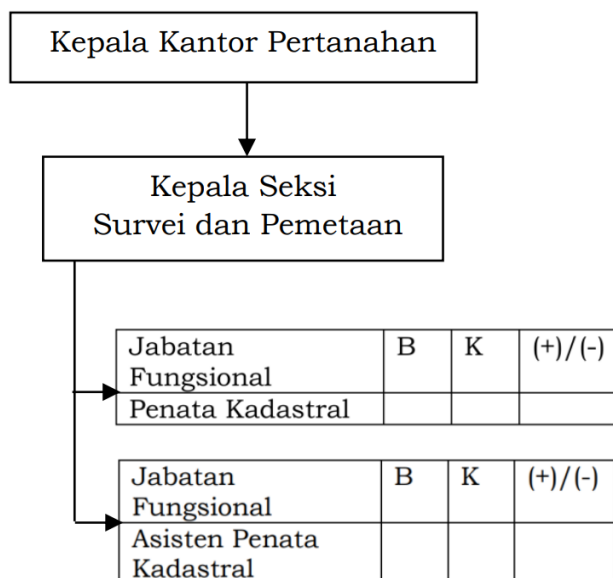 Kepala Kantor Pertanahan
Kepala Seksi
Survei dan Pemetaan
Jabatan Fungsional B K (+)/(-)
Penata Kadastral
Jabatan Fungsional B K (+)/(-)
Asisten Penata
Kadastral